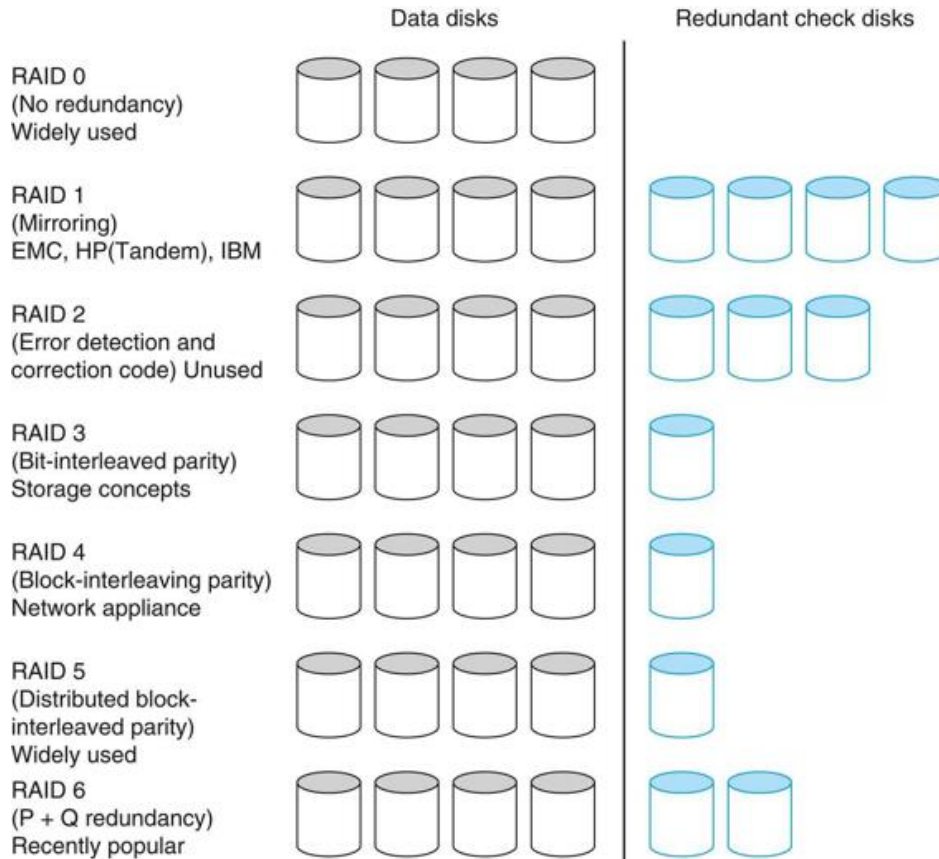 Data disks
Redundant check disks
RAID 0
(No redundancy)
Widely used
RAID 1
(Mirroring)
EMC, HP(Tandem), IBM
RAID 2
(Error detection and
correction code) Unused
RAID 3
(Bit-interleaved parity)
Storage concepts
RAID 4
(Block-interleaving parity)
Network appliance
RAID 5
(Distributed block-
interleaved parity)
Widely used
RAID 6
(P + Q redundancy)
Recently popular